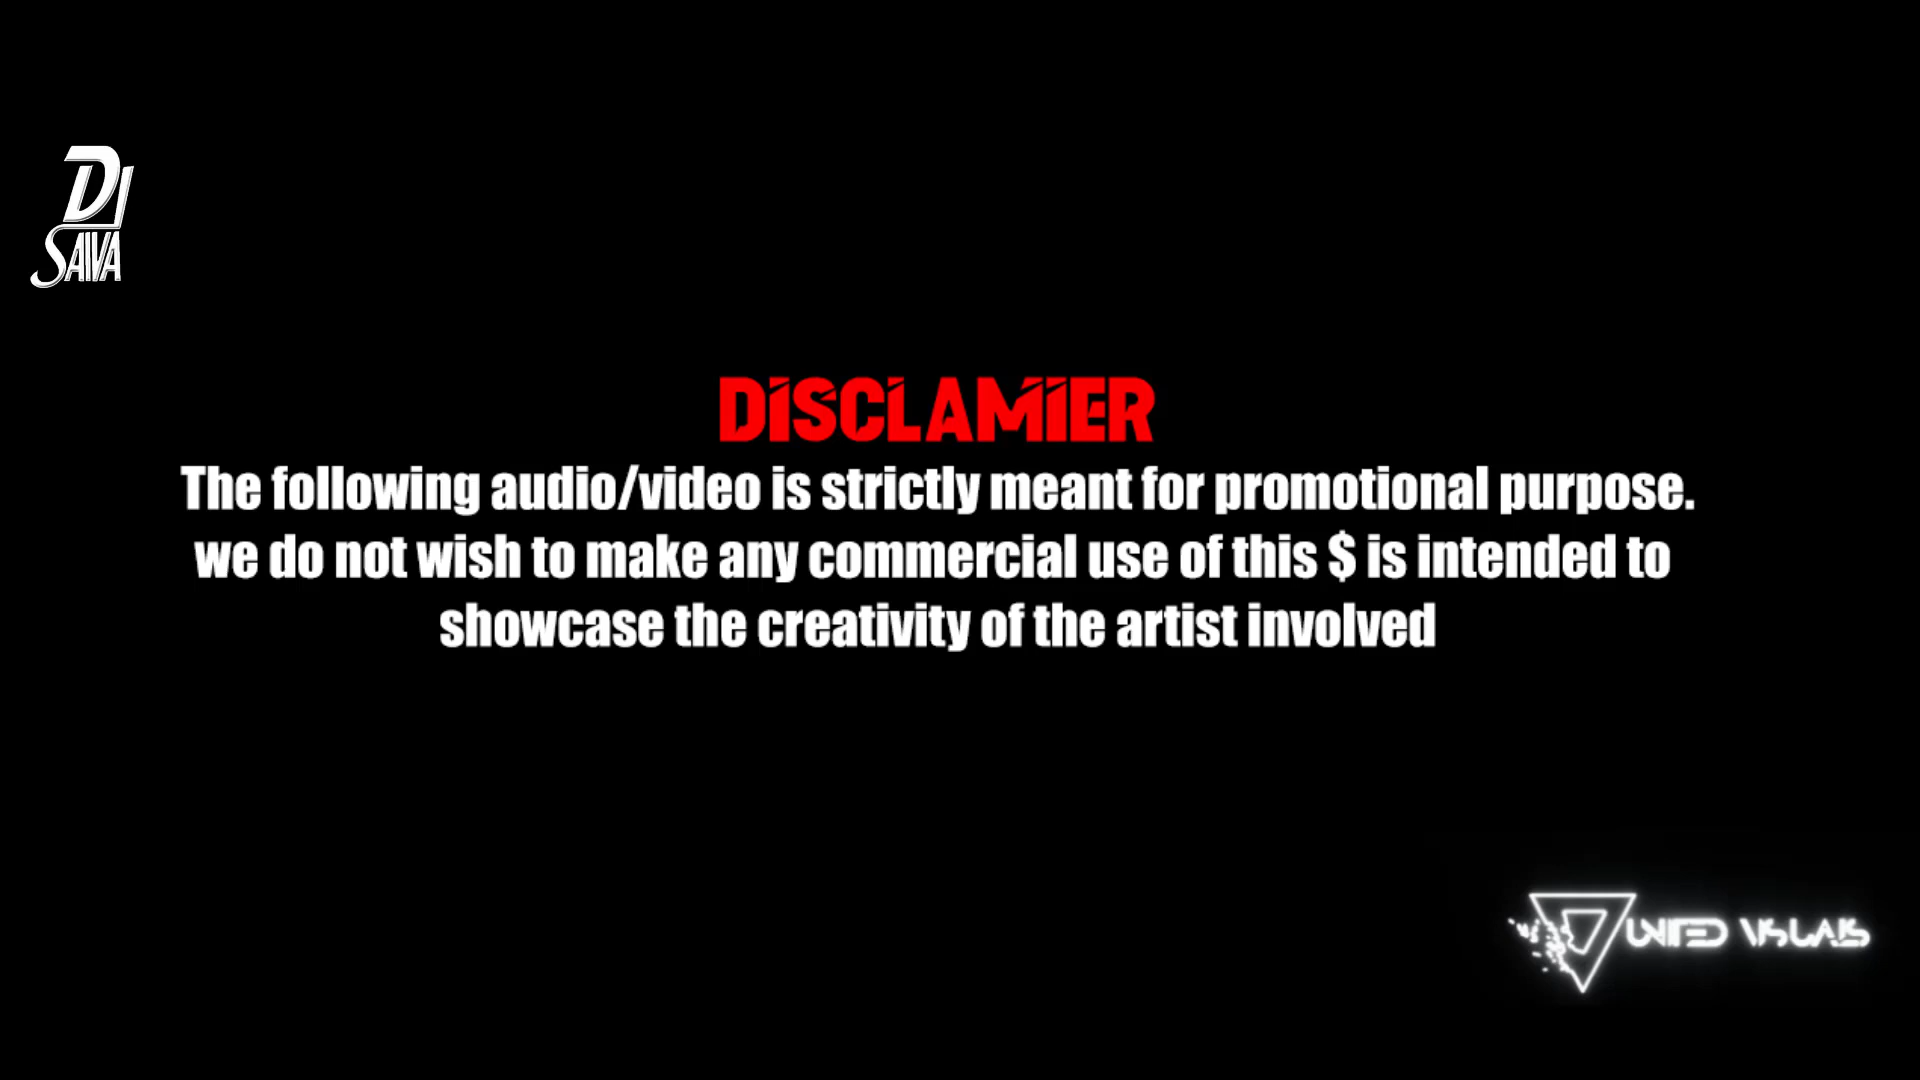 DJ
SAIVA
DISCLAMIER
The following audio/video is strictly meant for promotional purpose.
we do not wish to make any commercial use of this $ is intended to
showcase the creativity of the artist involved
UNITED VISUALS